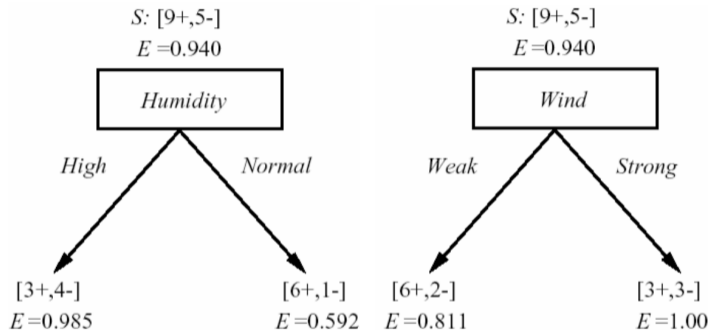 S: [9+,5-]
E =0.940
Humidity
High
Normal
[3+,4-]
E =0.985
[6+,1-]
E =0.592
S: [9+,5-]
E =0.940
Wind
Weak
Strong
[6+,2-]
E =0.811
[3+,3-]
E =1.00